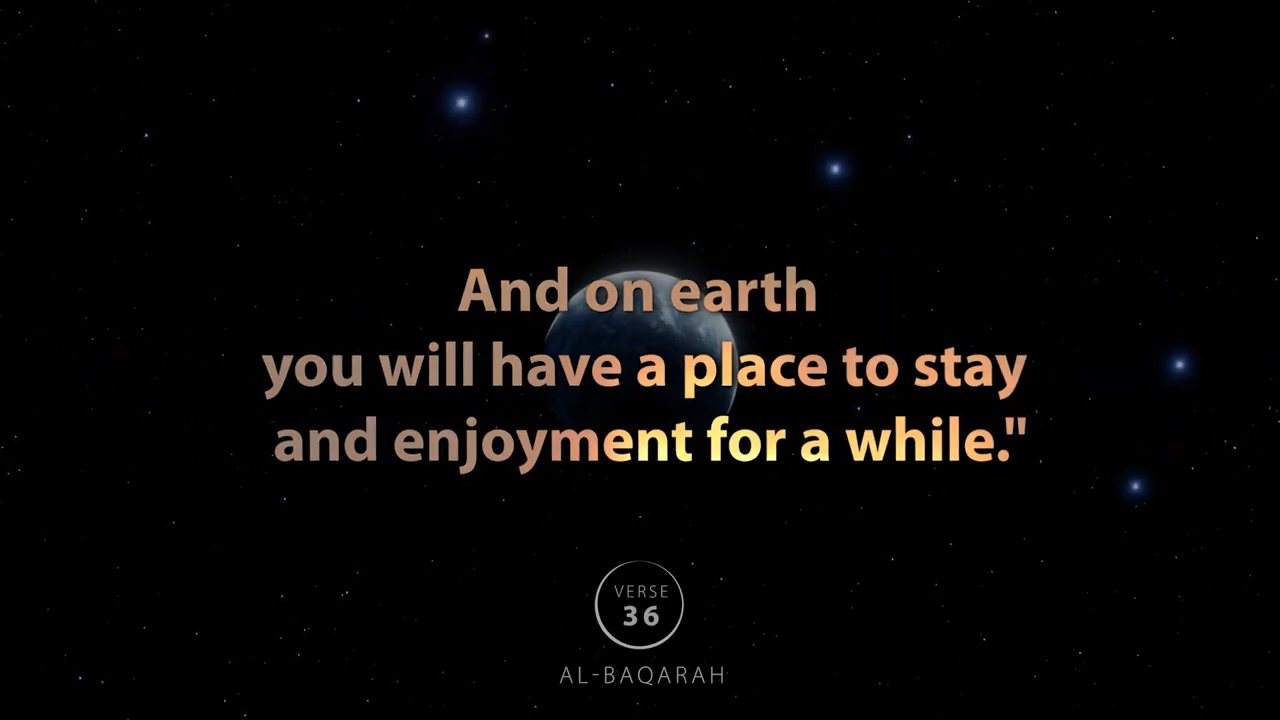 And on earth
you will have a place to stay
and enjoyment for a while."
VERSE
36
AL-BAQARAH